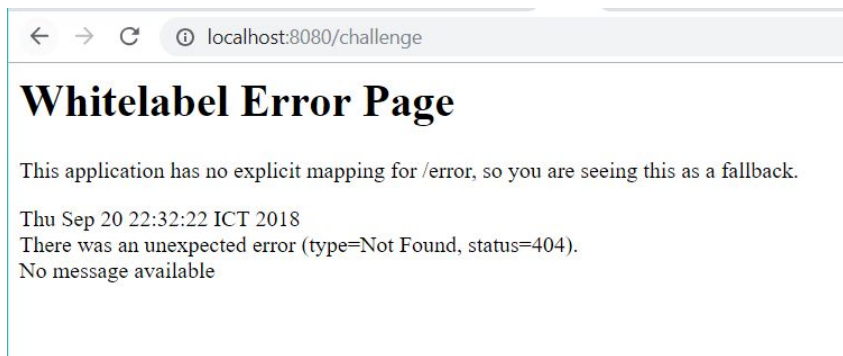 localhost:8080/challenge
Whitelabel Error Page
This application has no explicit mapping for /error, so you are seeing this as a fallback.
Thu Sep 20 22:32:22 ICT 2018
There was an unexpected error (type=Not Found, status=404).
No message available